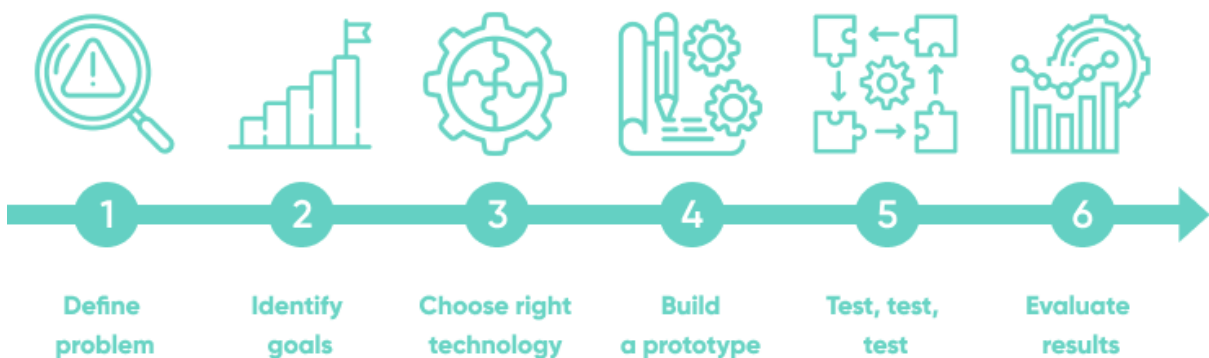 1
2
3
4
5
6
Define
problem
Identify
goals
Choose right
technology
Build
a prototype
Test, test,
test
Evaluate
results